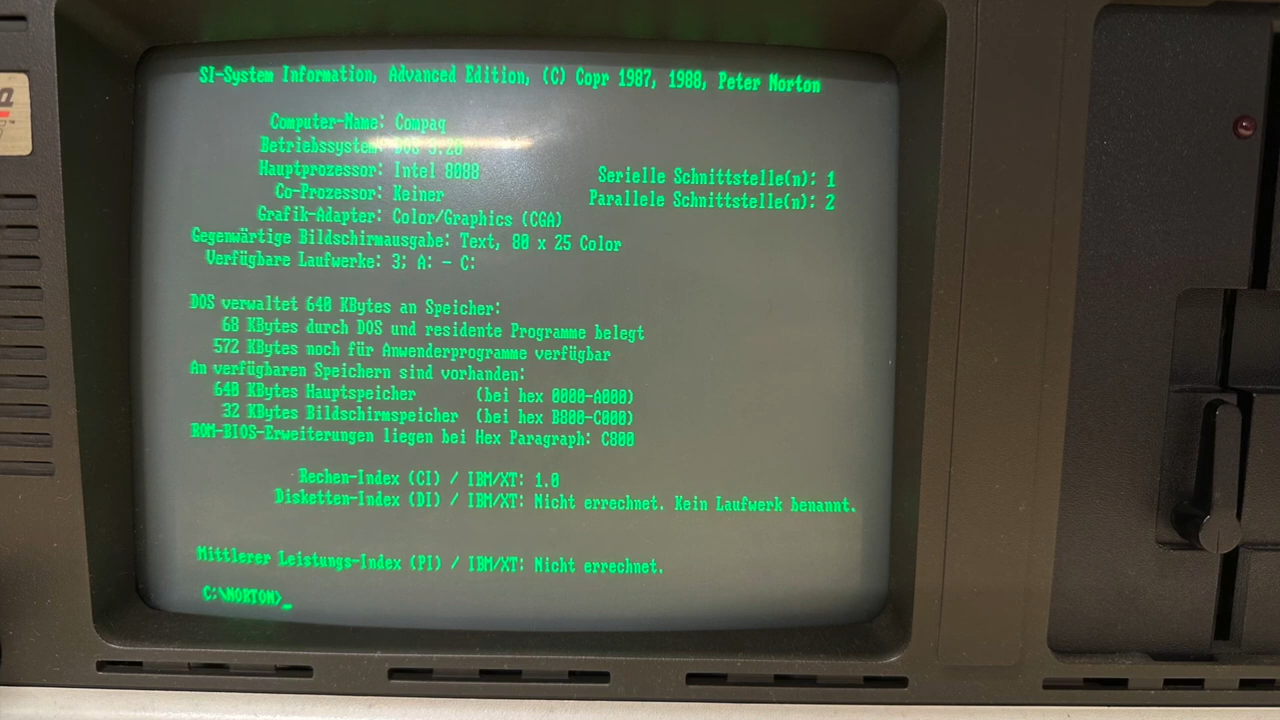 SI-System Information, Advanced Edition, (C) Copr 1987, 1988, Peter Norton
Computer-Name: Compaq
Betriebssystem: DOS 3.20
Hauptprozessor: Intel 8088
Serielle Schnittstelle(n): 1
Co-Prozessor: Keiner
Parallele Schnittstelle(n): 2
Grafik-Adapter: Color/Graphics (CGA)
Gegenwärtige Bildschirmausgabe: Text, 80 x 25 Color
Verfügbare Laufwerke: 3; A: - C:
DOS verwaltet 640 KBytes an Speicher:
68 KBytes durch DOS und residente Programme belegt
572 KBytes noch für Anwenderprogramme verfügbar
An verfügbaren Speichern sind vorhanden:
640 KBytes Hauptspeicher (bei hex 0000-A000)
32 KBytes Bildschirmspeicher (bei hex B800-C000)
ROM-BIOS-Erweiterungen liegen bei Hex Paragraph: C800
Rechen-Index (CI) / IBM/XT: 1.0
Disketten-Index (DI) / IBM/XT: Nicht errechnet. Kein Laufwerk benannt.
Mittlerer Leistungs-Index (PI) / IBM/XT: Nicht errechnet.
C:\NORTON>_